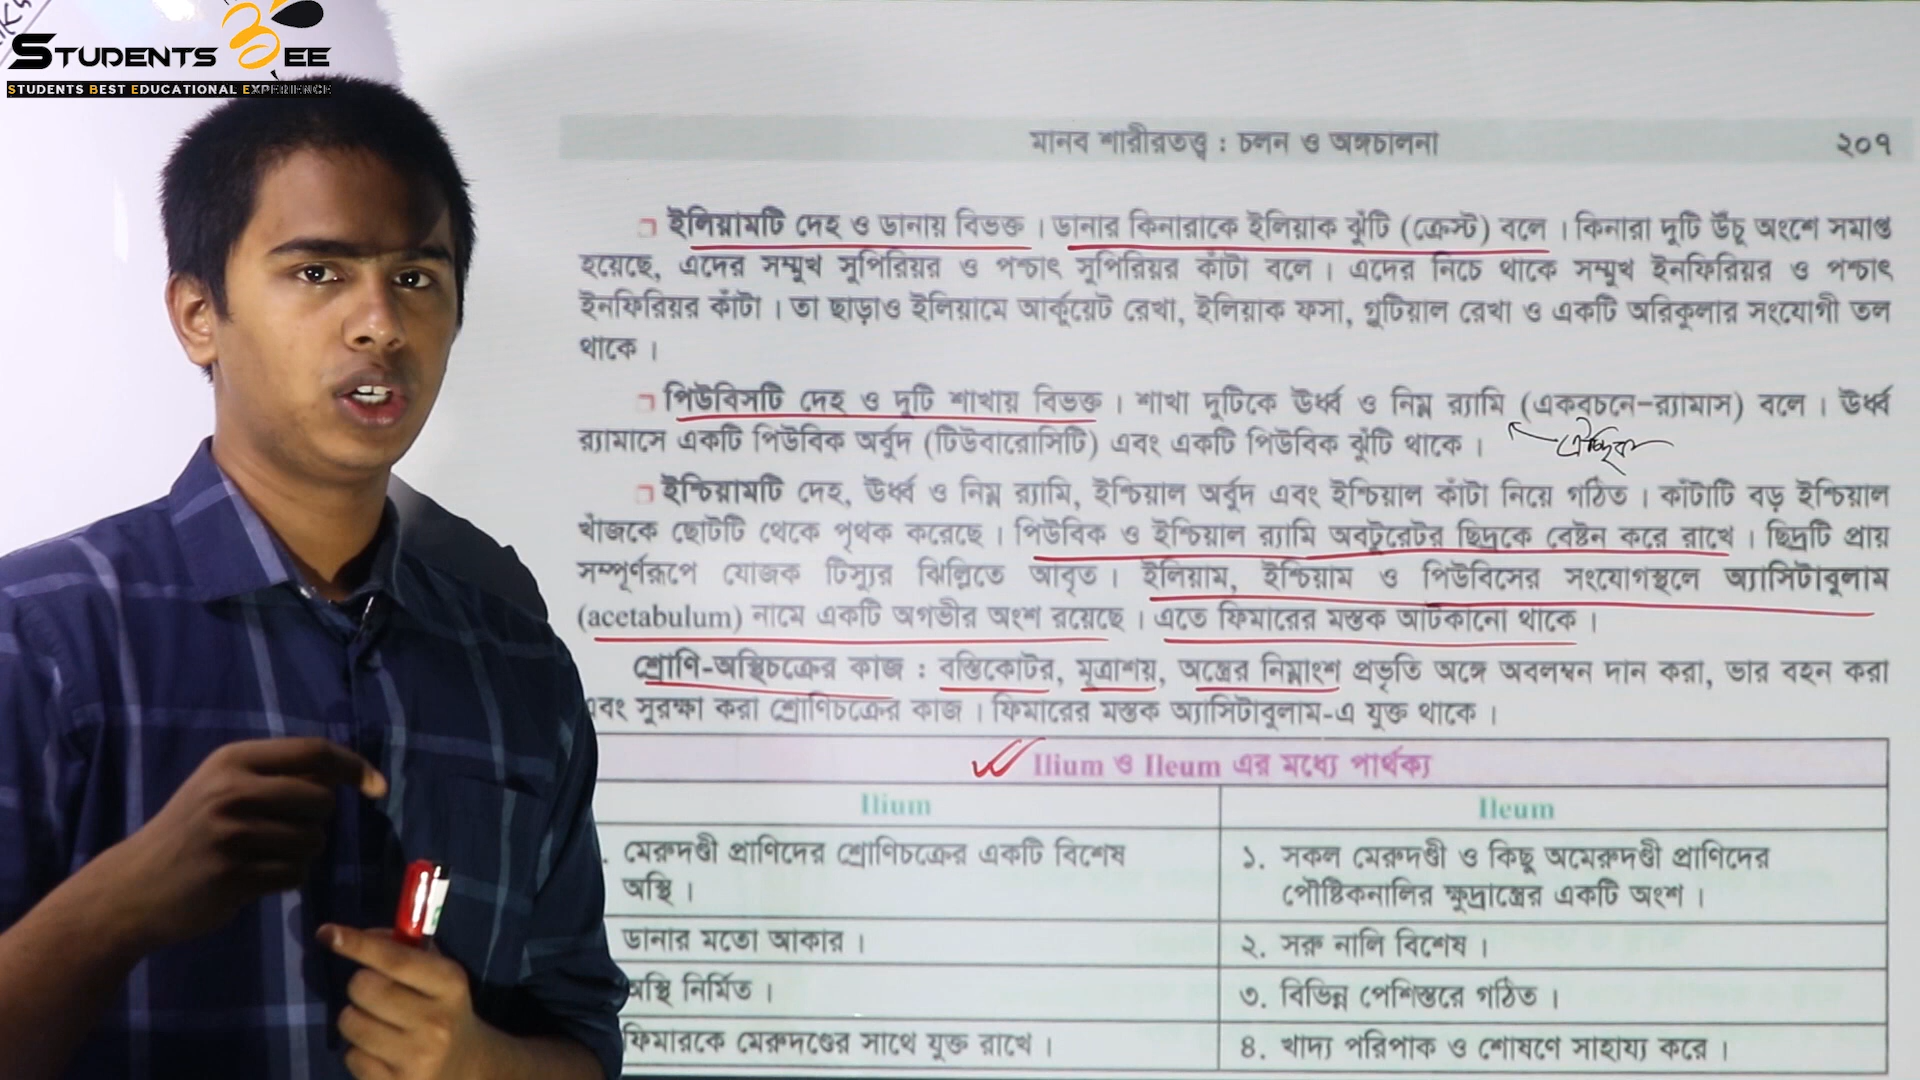 STUDENTS BEE
STUDENTS BEST EDUCATIONAL EXPERIENCE
মানব শারীরতত্ত্ব : চলন ও অঙ্গচালনা ২০৭
ইলিয়ামটি দেহ ও ডানায় বিভক্ত। ডানার কিনারাকে ইলিয়াক ঝুঁটি (ক্রেস্ট) বলে। কিনারা দুটি উঁচু অংশে সমাপ্ত
হয়েছে, এদের সম্মুখ সুপিরিয়র ও পশ্চাৎ সুপিরিয়র কাঁটা বলে। এদের নিচে থাকে সম্মুখ ইনফিরিয়র ও পশ্চাৎ
ইনফিরিয়র কাঁটা। তা ছাড়াও ইলিয়ামে আর্কুয়েট রেখা, ইলিয়াক ফসা, গ্লুটিয়াল রেখা ও একটি অরিকুলার সংযোগী তল
থাকে।
পিউবিসটি দেহ ও দুটি শাখায় বিভক্ত। শাখা দুটিকে ঊর্ধ্ব ও নিম্ন র‍্যামি (একবচনে-র‍্যামাস) বলে। ঊর্ধ্ব
র‍্যামাসে একটি পিউবিক অর্বুদ (টিউবারোসিটি) এবং একটি পিউবিক ঝুঁটি থাকে।
ইশ্চিয়ামটি দেহ, ঊর্ধ্ব ও নিম্ন র‍্যামি, ইশ্চিয়াল অর্বুদ এবং ইশ্চিয়াল কাঁটা নিয়ে গঠিত। কাঁটাটি বড় ইশ্চিয়াল
খাঁজকে ছোটটি থেকে পৃথক করেছে। পিউবিক ও ইশ্চিয়াল র‍্যামি অবটুরেটর ছিদ্রকে বেষ্টন করে রাখে। ছিদ্রটি প্রায়
সম্পূর্ণরূপে যোজক টিস্যুর ঝিল্লিতে আবৃত। ইলিয়াম, ইশ্চিয়াম ও পিউবিসের সংযোগস্থলে অ্যাসিটাবুলাম
(acetabulum) নামে একটি অগভীর অংশ রয়েছে। এতে ফিমারের মস্তক আটকানো থাকে।
শ্রোণি-অস্থিচক্রের কাজ : বস্তিকোটর, মূত্রাশয়, অন্ত্রের নিম্নাংশ প্রভৃতি অঙ্গে অবলম্বন দান করা, ভার বহন করা
এবং সুরক্ষা করা শ্রোণিচক্রের কাজ। ফিমারের মস্তক অ্যাসিটাবুলাম-এ যুক্ত থাকে।
Ilium ও Ileum এর মধ্যে পার্থক্য
Ilium Ileum
. মেরুদণ্ডী প্রাণিদের শ্রোণিচক্রের একটি বিশেষ
অস্থি।
১. সকল মেরুদণ্ডী ও কিছু অমেরুদণ্ডী প্রাণিদের
পৌষ্টিকনালির ক্ষুদ্রান্ত্রের একটি অংশ।
ডানার মতো আকার। ২. সরু নালি বিশেষ।
অস্থি নির্মিত। ৩. বিভিন্ন পেশিস্তরে গঠিত।
ফিমারকে মেরুদণ্ডের সাথে যুক্ত রাখে। ৪. খাদ্য পরিপাক ও শোষণে সাহায্য করে।